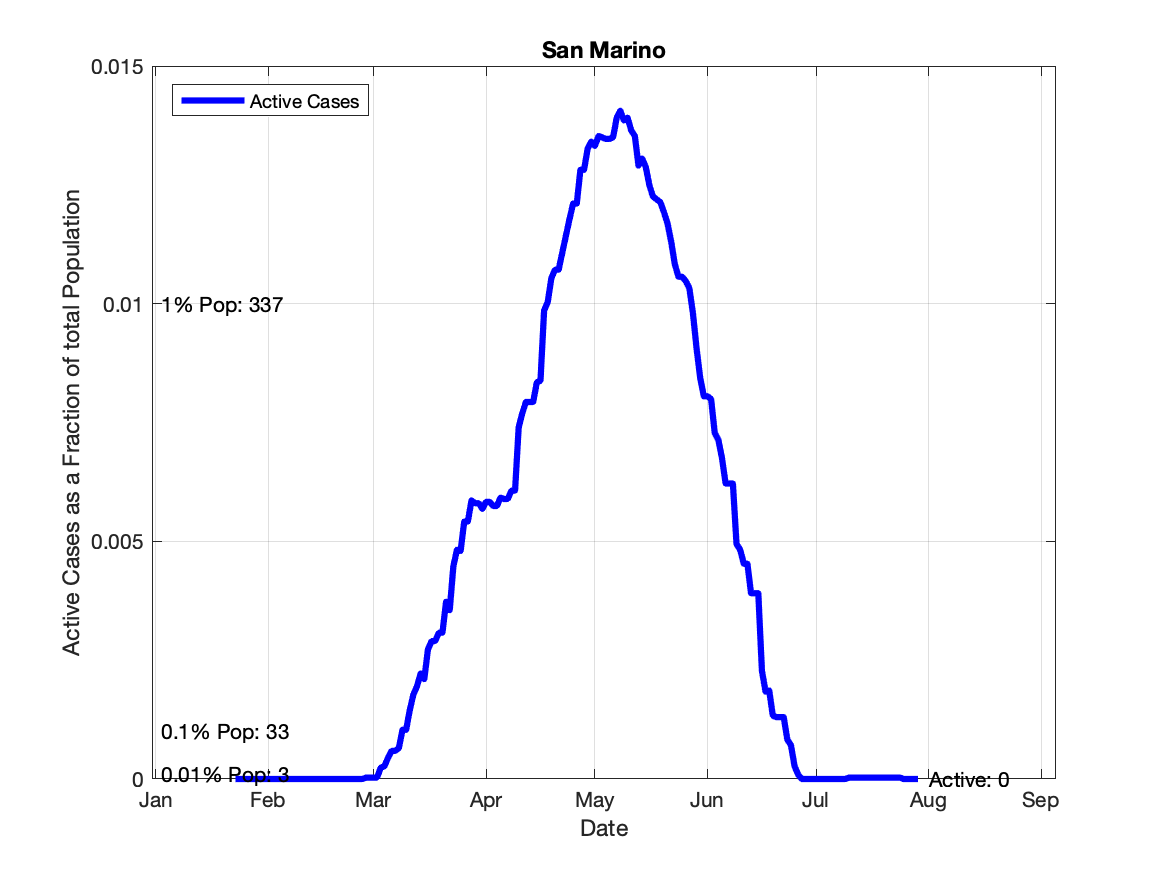 San Marino
0.015
Active Cases
Active Cases as a Fraction of total Population
0.01
1% Pop: 337
0.005
0.1% Pop: 33
0
0.01% Pop: 3
Active: 0
Jan Feb Mar Apr May Jun Jul Aug Sep
Date